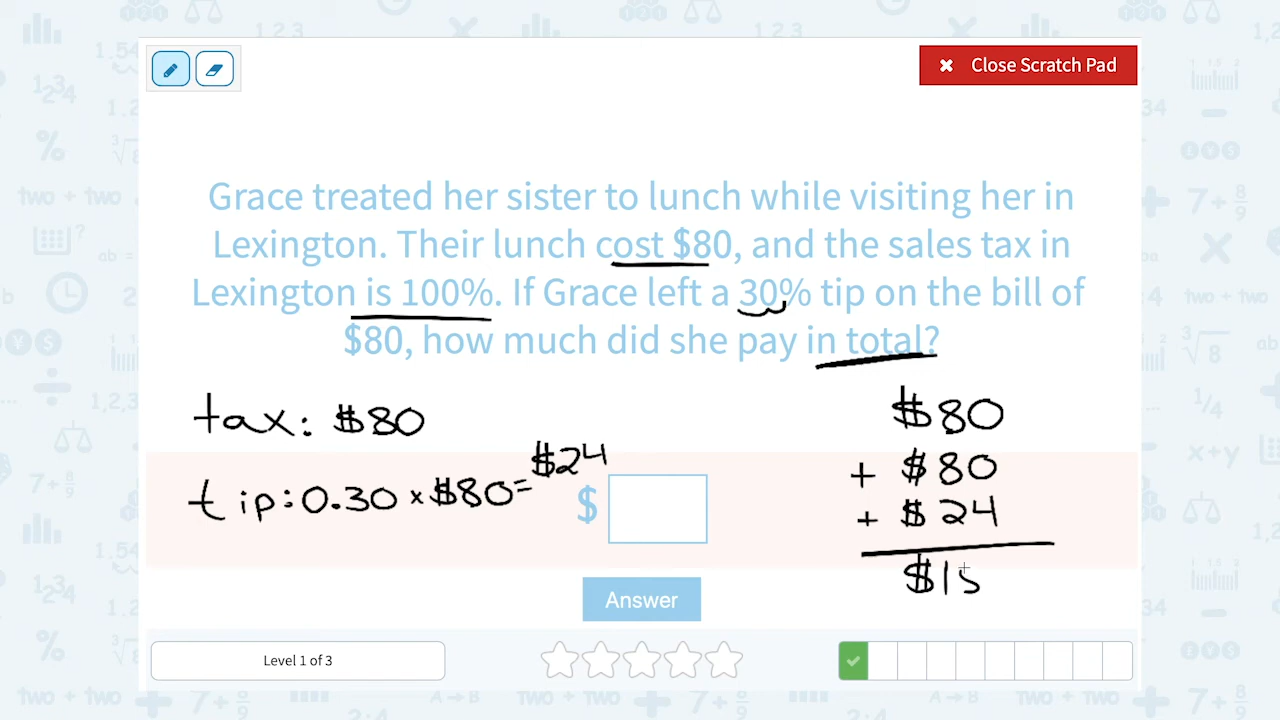 ✖ Close Scratch Pad
Grace treated her sister to lunch while visiting her in
Lexington. Their lunch cost $80, and the sales tax in
Lexington is 100%. If Grace left a 30% tip on the bill of
$80, how much did she pay in total?
tax: $80
tip: 0.30 × $80 = $24
$
$80
+ $80
+ $24
$15
Answer
Level 1 of 3